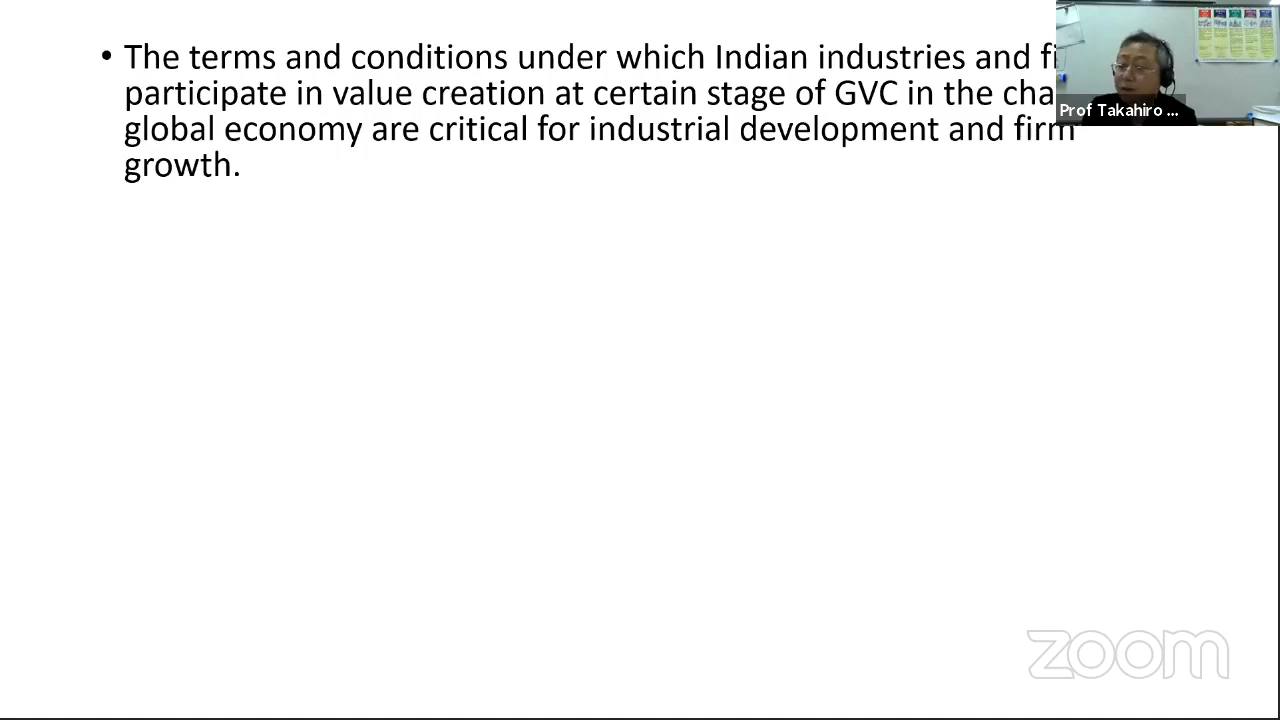 • The terms and conditions under which Indian industries and fi
participate in value creation at certain stage of GVC in the cha
global economy are critical for industrial development and firm
growth.
Prof Takahiro ...
zoom